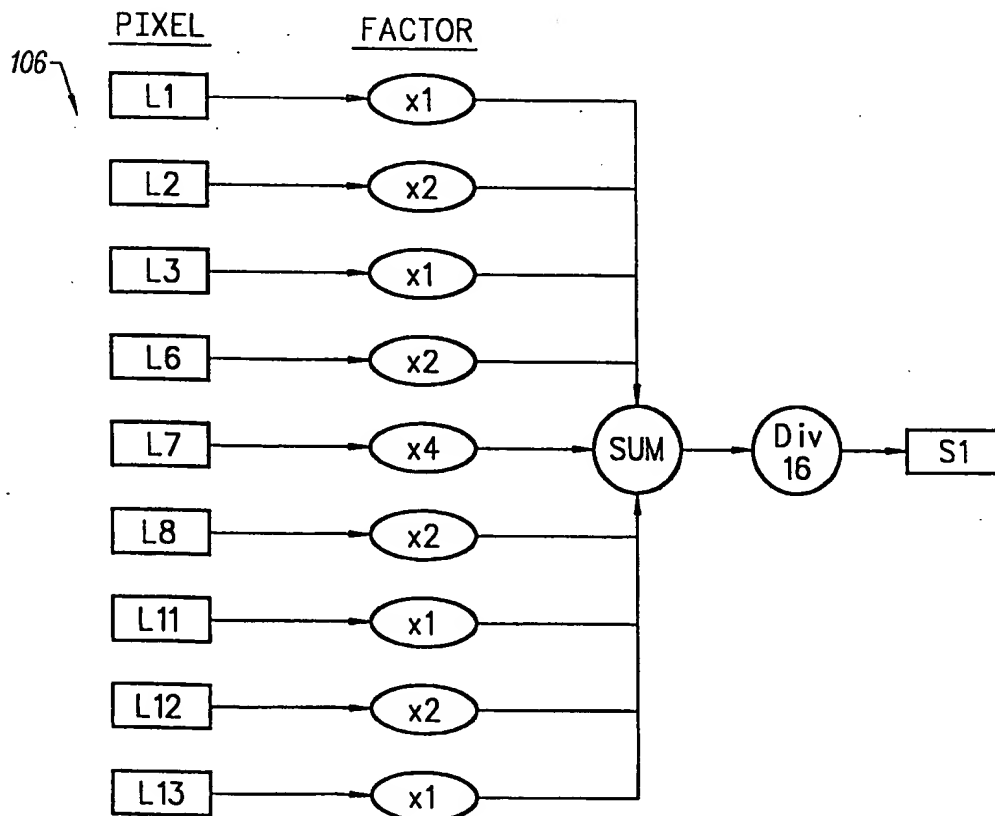 PIXEL FACTOR
106
L1 x1
L2 x2
L3 x1
L6 x2
L7 x4 SUM Div 16 S1
L8 x2
L11 x1
L12 x2
L13 x1